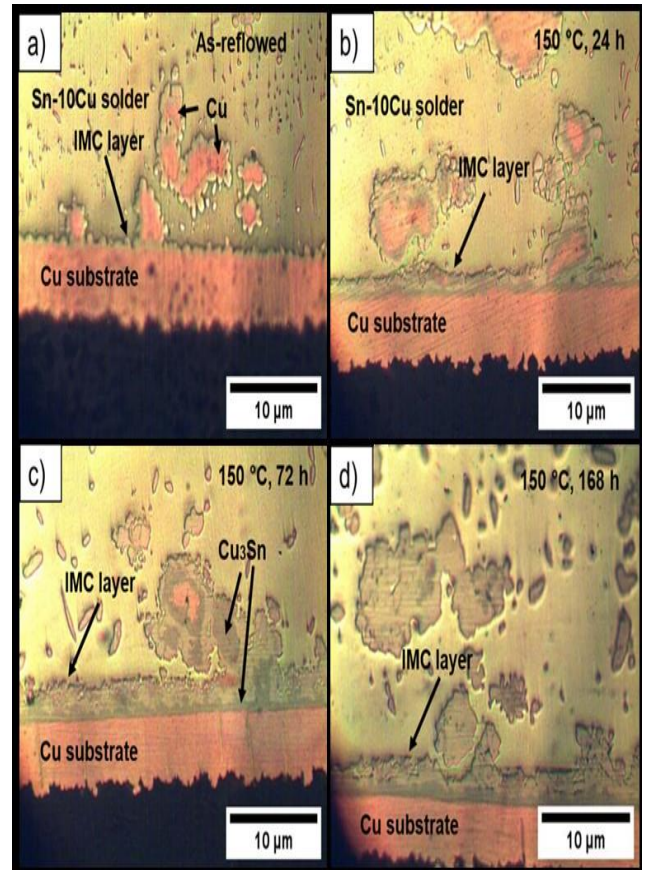 a)
As-reflowed
Sn-10Cu solder
Cu
IMC layer
Cu substrate
10 µm
b)
150 °C, 24 h
Sn-10Cu solder
IMC layer
Cu substrate
10 µm
c)
150 °C, 72 h
Cu₃Sn
IMC layer
Cu substrate
10 µm
d)
150 °C, 168 h
IMC layer
Cu substrate
10 µm